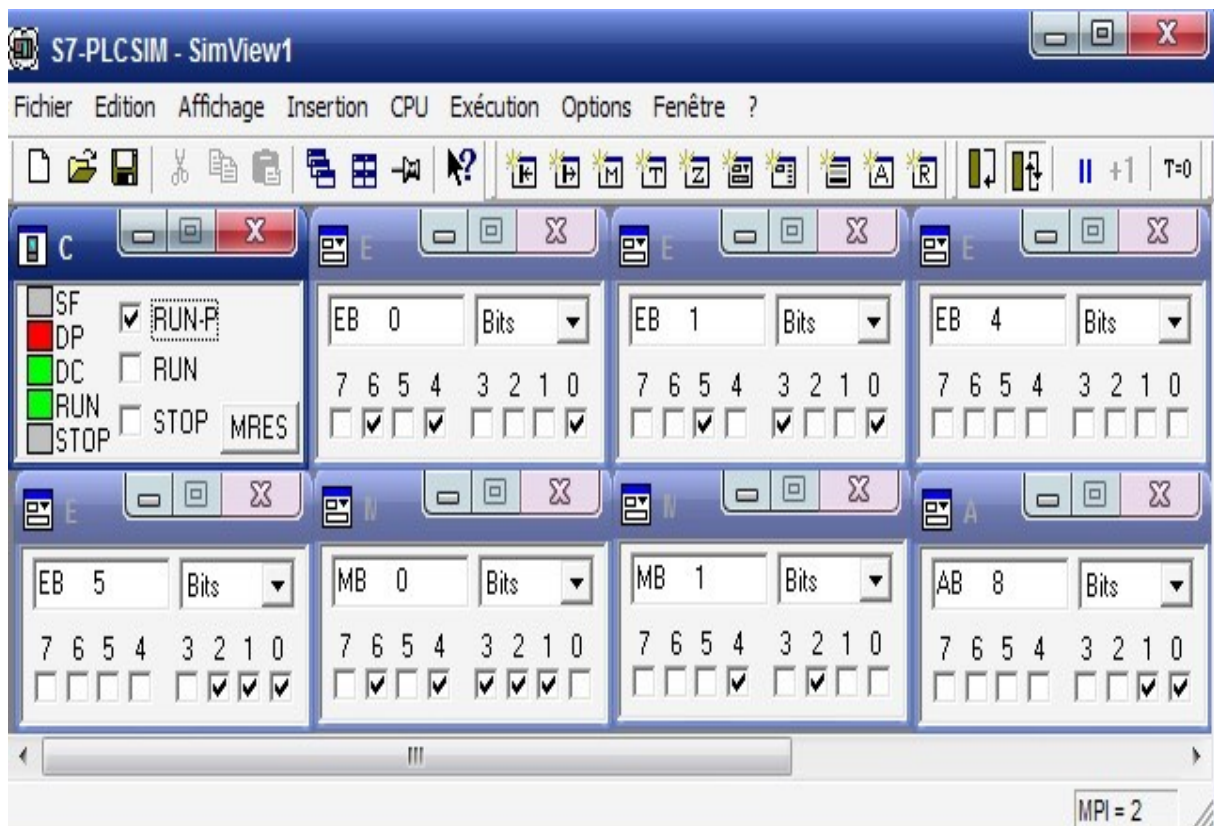 S7-PLCSIM - SimView1
Fichier Edition Affichage Insertion CPU Exécution Options Fenêtre ?
M T Z A R +1 T=0
C
SF
DP
DC
RUN
STOP
RUN-P
RUN
STOP
MRES
E
EB 0 Bits
7 6 5 4 3 2 1 0
E
EB 1 Bits
7 6 5 4 3 2 1 0
E
EB 4 Bits
7 6 5 4 3 2 1 0
E
EB 5 Bits
7 6 5 4 3 2 1 0
MB 0 Bits
7 6 5 4 3 2 1 0
MB 1 Bits
7 6 5 4 3 2 1 0
A
AB 8 Bits
7 6 5 4 3 2 1 0
MPI = 2